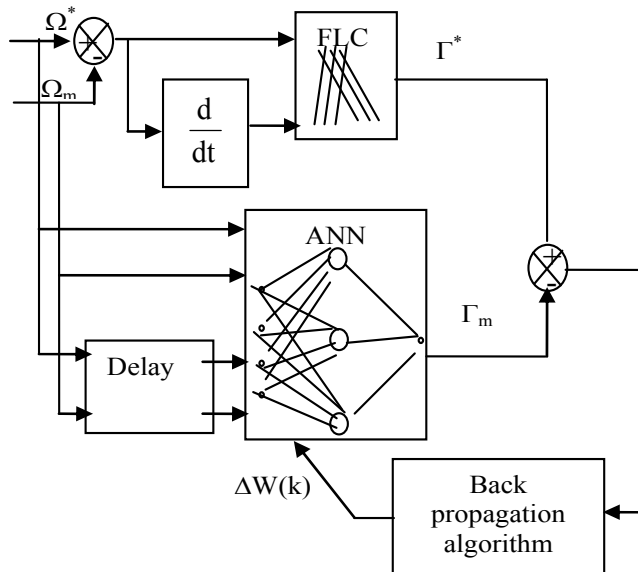 Ω*
+
-
Ωm
FLC
Γ*
d
dt
ANN
+
-
Γm
Delay
ΔW(k)
Back
propagation
algorithm